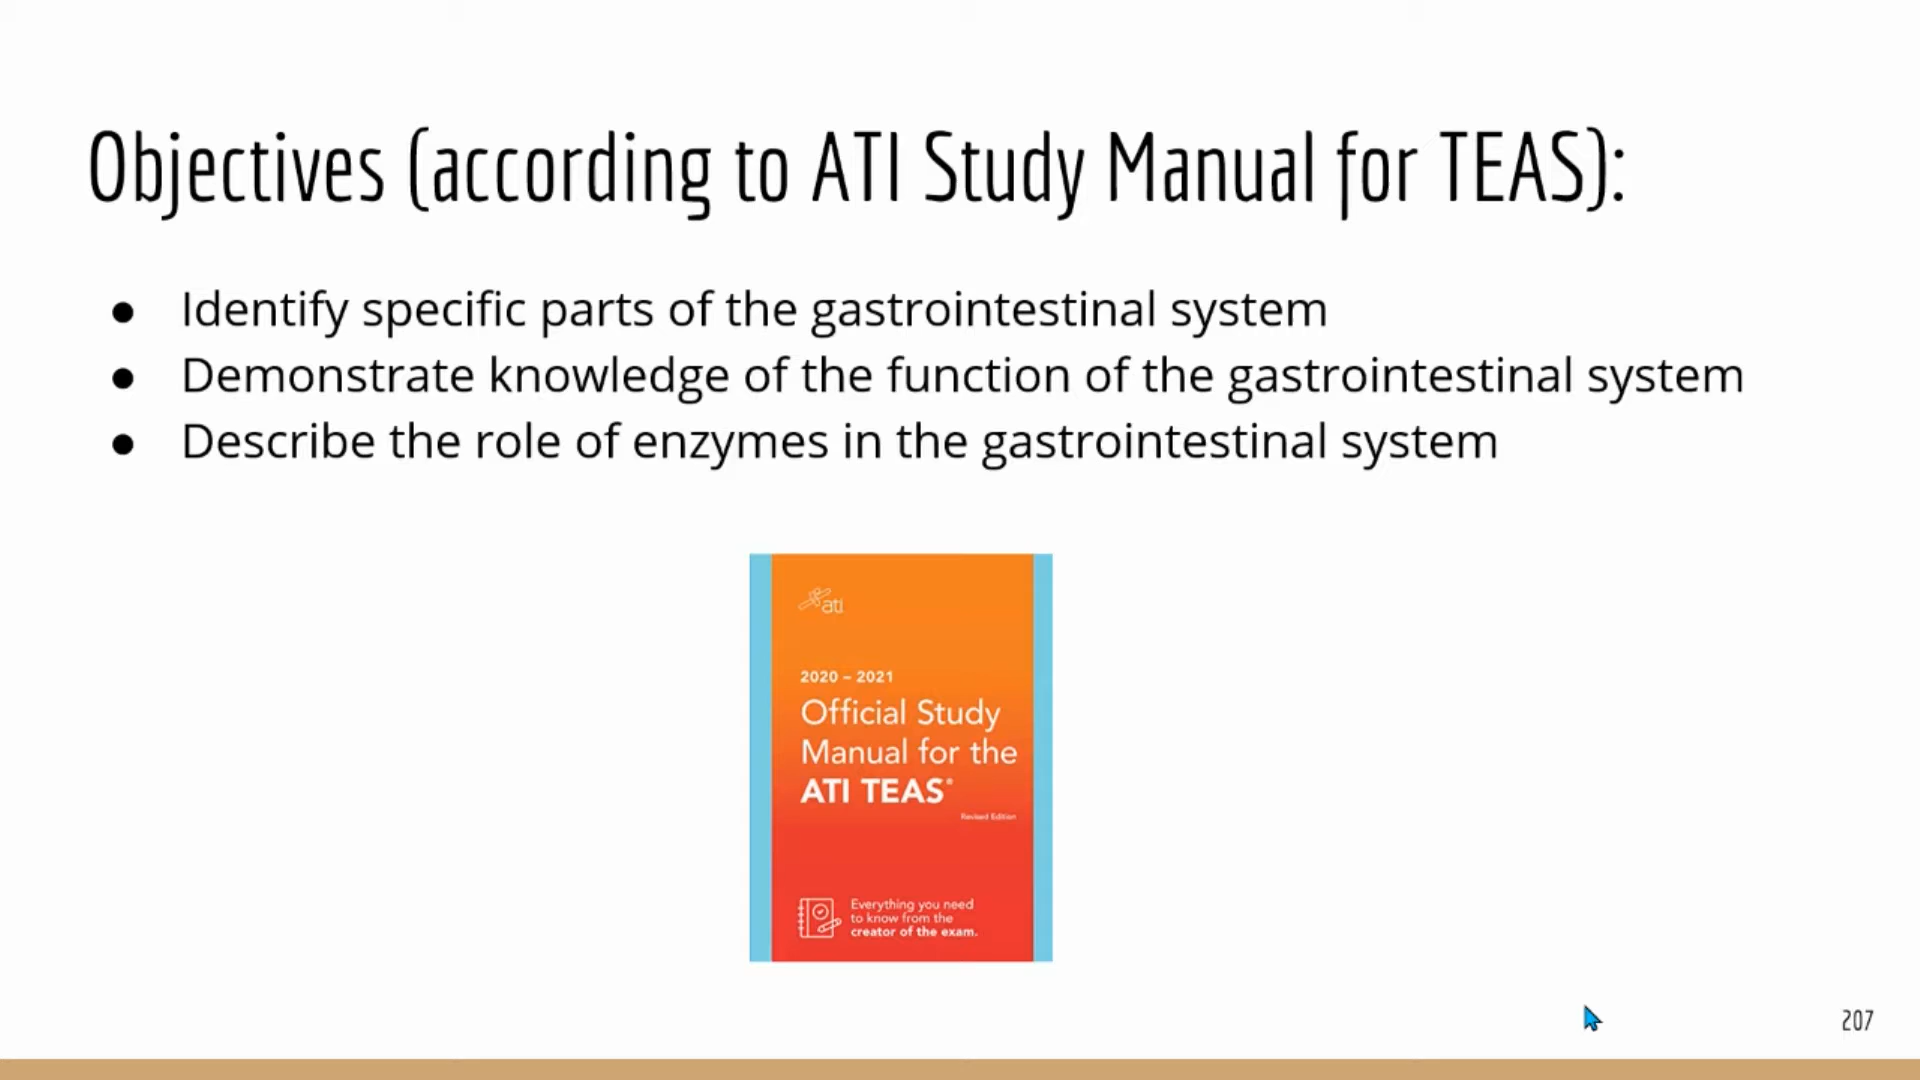 Objectives (according to ATI Study Manual for TEAS):
● Identify specific parts of the gastrointestinal system
● Demonstrate knowledge of the function of the gastrointestinal system
● Describe the role of enzymes in the gastrointestinal system
ati
2020 – 2021
Official Study
Manual for the
ATI TEAS®
Revised Edition
Everything you need
to know from the
creator of the exam.
207